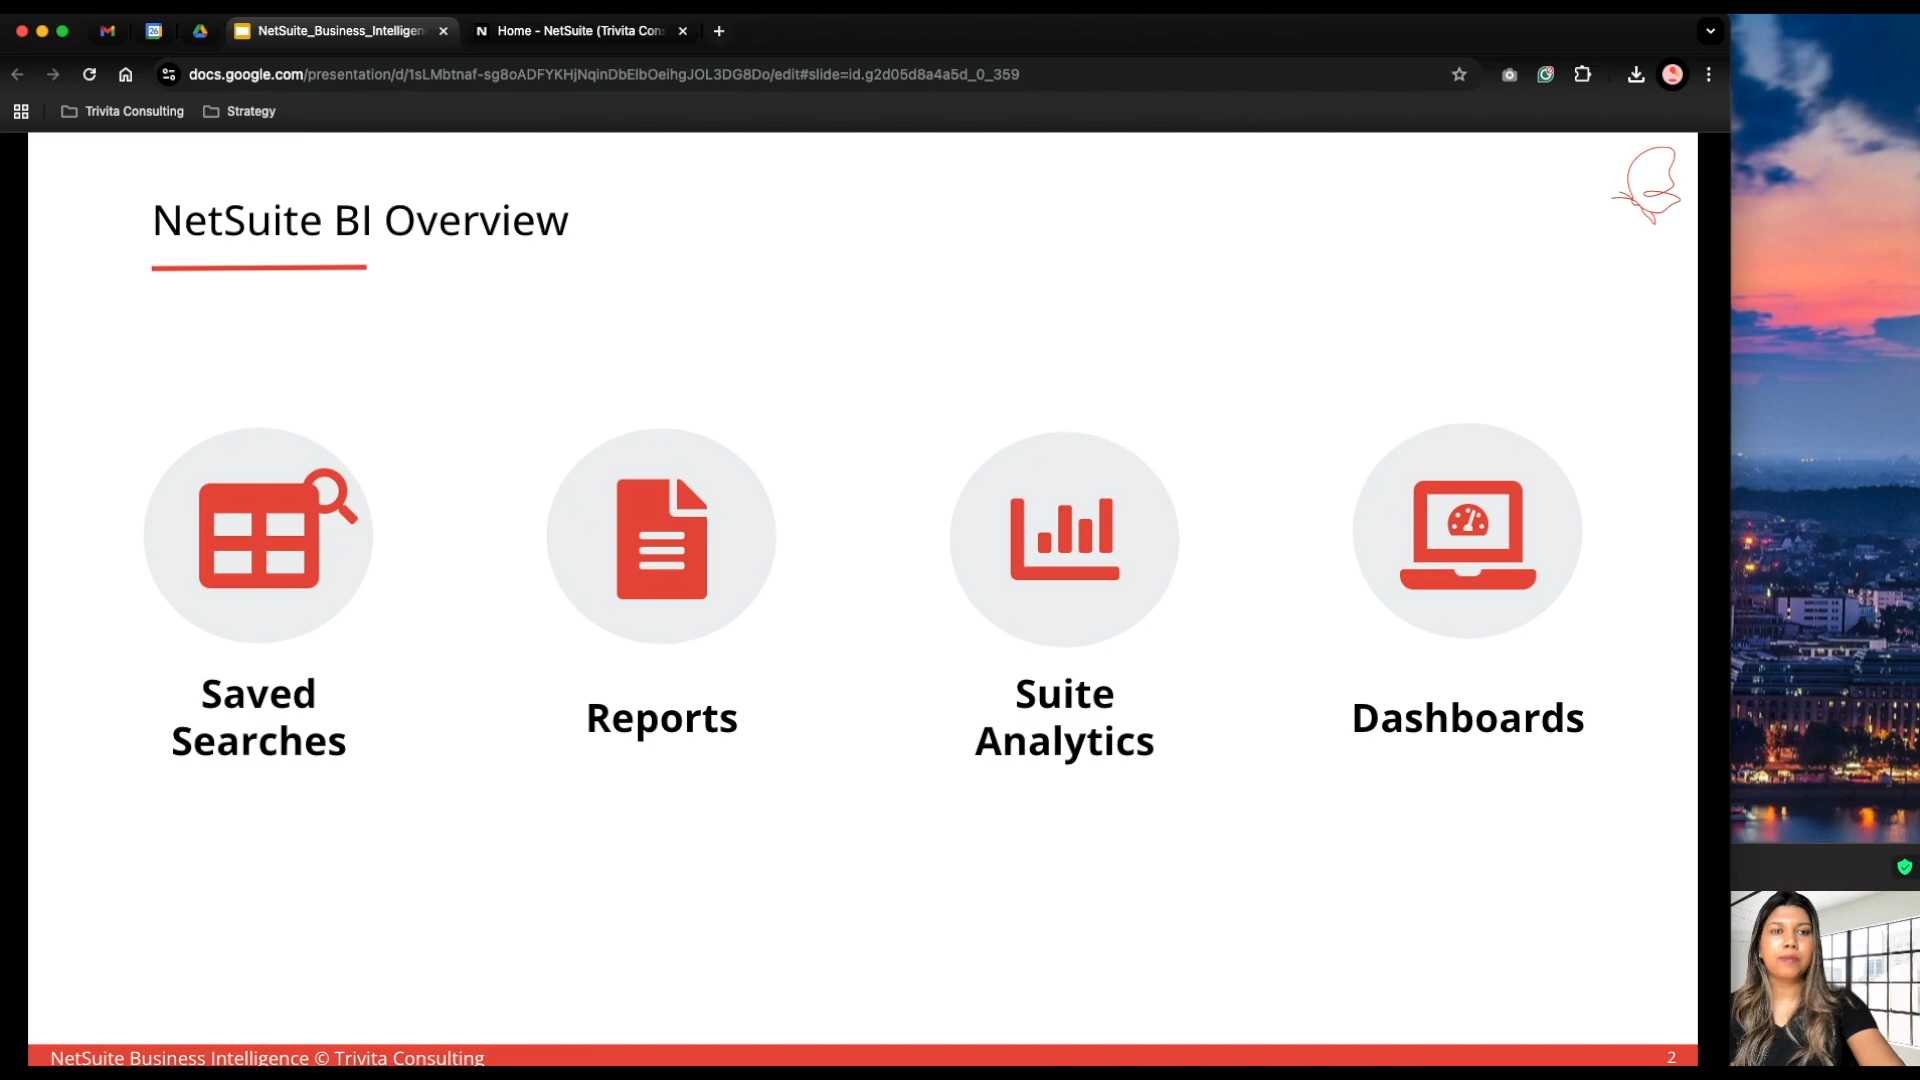 NetSuite_Business_Intelligen
Home - NetSuite (Trivita Cons
docs.google.com/presentation/d/1sLMbtnaf-sg8oADFYKHjNqinDbElbOeihgJOL3DG8Do/edit#slide=id.g2d05d8a4a5d_0_359
Trivita Consulting
Strategy
NetSuite BI Overview
Saved
Searches
Reports
Suite
Analytics
Dashboards
NetSuite Business Intelligence © Trivita Consulting
2